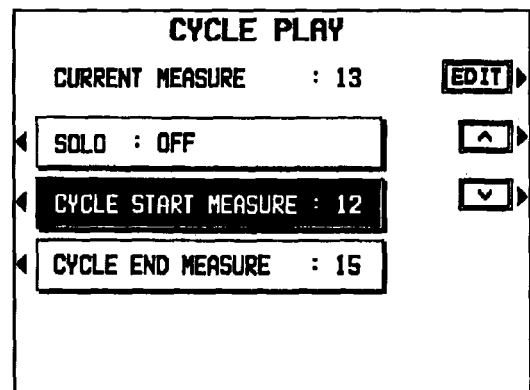 CYCLE PLAY
CURRENT MEASURE : 13 EDIT
SOLO : OFF
CYCLE START MEASURE : 12
CYCLE END MEASURE : 15